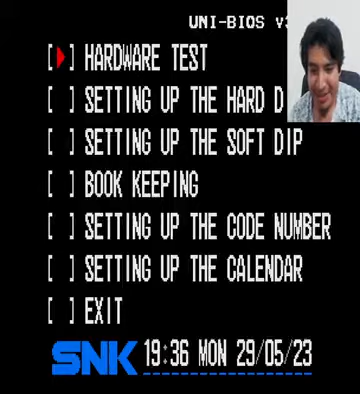 UNI-BIOS
[▶] HARDWARE TEST
[ ] SETTING UP THE HARD
[ ] SETTING UP THE SOFT DIP
[ ] BOOK KEEPING
[ ] SETTING UP THE CODE NUMBER
[ ] SETTING UP THE CALENDAR
[ ] EXIT
SNK 19:36 MON 29/05/23